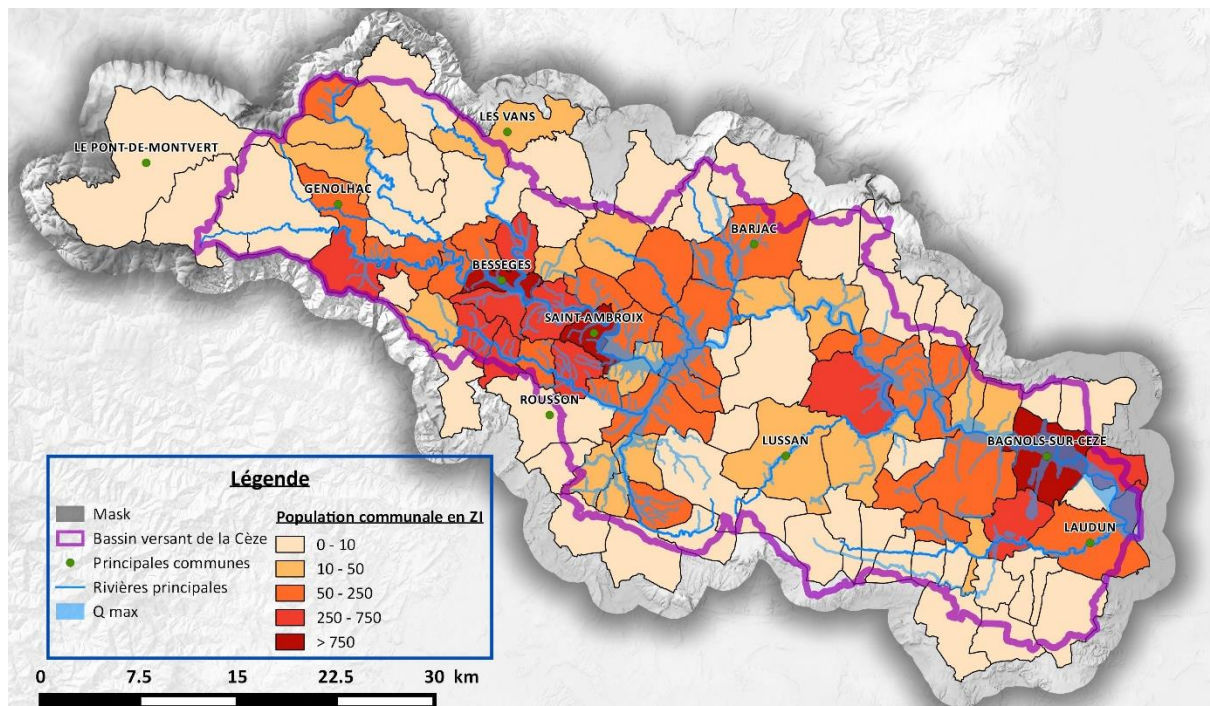 LES VANS
LE PONT-DE-MONTVERT
GENOLHAC
BARJAC
BESSEGES
SAINT-AMBROIX
ROUSSON
LUSSAN
BAGNOLS-SUR-CEZE
LAUDUN
Légende
Mask
Bassin versant de la Cèze
Principales communes
Rivières principales
Q max
Population communale en ZI
0 - 10
10 - 50
50 - 250
250 - 750
> 750
0 7.5 15 22.5 30 km